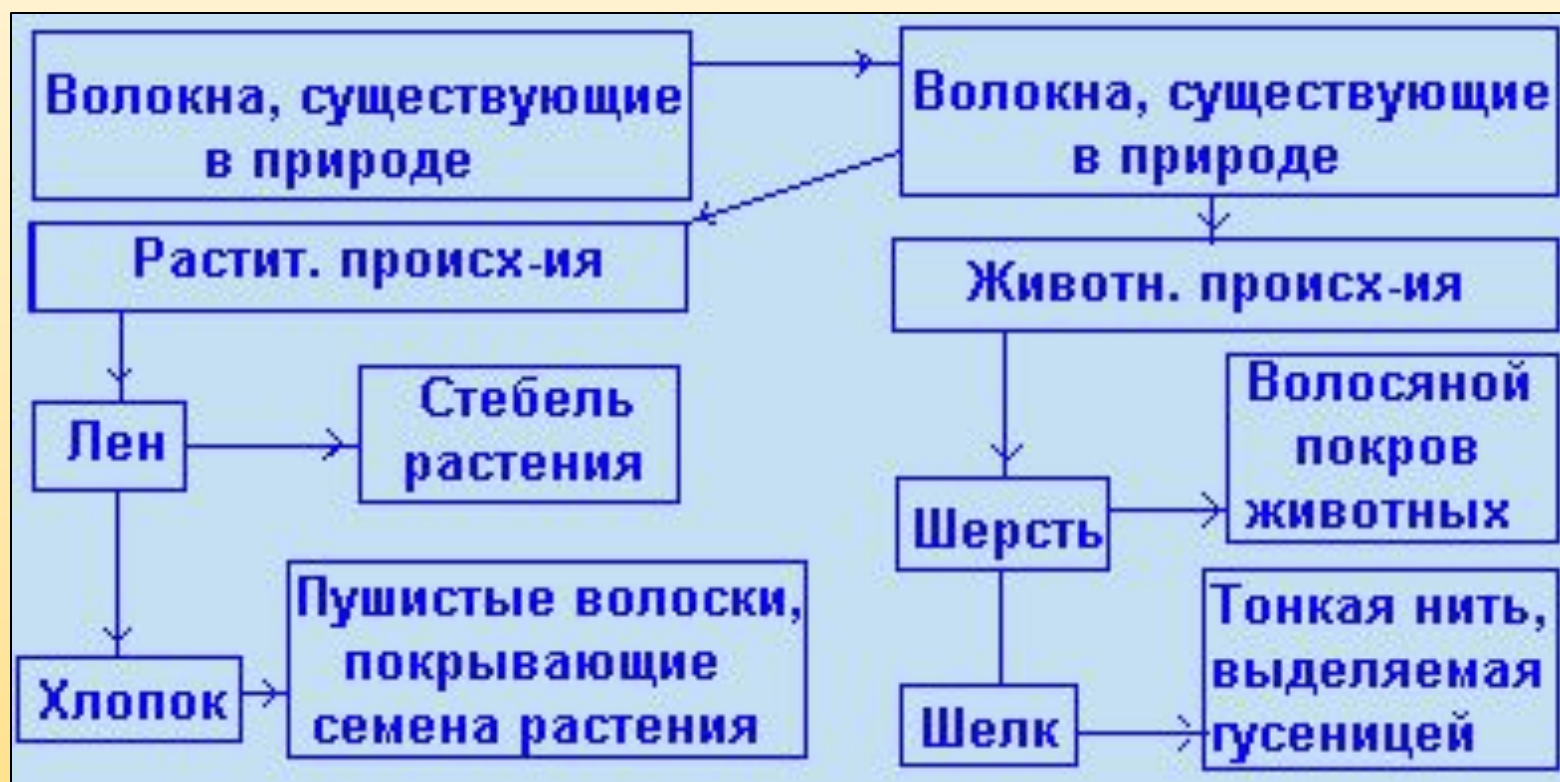 Волокна, существующие
в природе
Волокна, существующие
в природе
Растит. происх-ия
Животн. происх-ия
Лен
Стебель
растения
Хлопок
Пушистые волоски,
покрывающие
семена растения
Шерсть
Волосяной
покров
животных
Шелк
Тонкая нить,
выделяемая
гусеницей